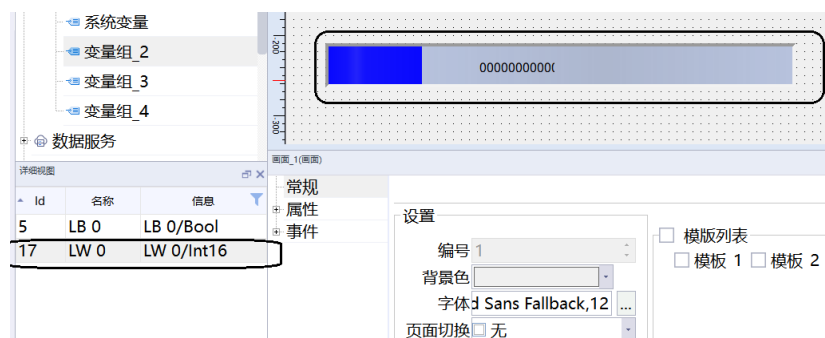 系统变量
变量组_2
变量组_3
变量组_4
数据服务
200
300
0000000000
画面_1(画面)
详细视图
Id 名称 信息
5 LB 0 LB 0/Bool
17 LW 0 LW 0/Int16
常规
属性
事件
设置
编号 1
背景色
字体 d Sans Fallback,12 ...
页面切换 无
模版列表
模板 1 模板 2